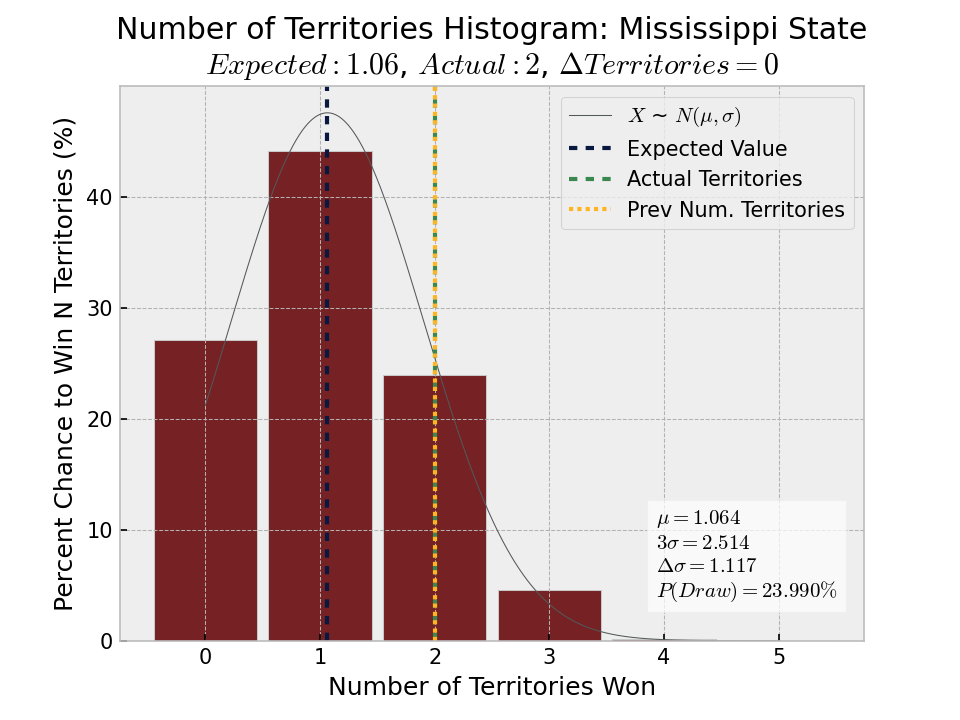 Number of Territories Histogram: Mississippi State
Expected: 1.06, Actual: 2, ΔTerritories = 0
Percent Chance to Win N Territories (%)
40
30
20
10
0
X ~ N(μ, σ)
Expected Value
Actual Territories
Prev Num. Territories
μ = 1.064
3σ = 2.514
Δσ = 1.117
P(Draw) = 23.990%
0 1 2 3 4 5
Number of Territories Won